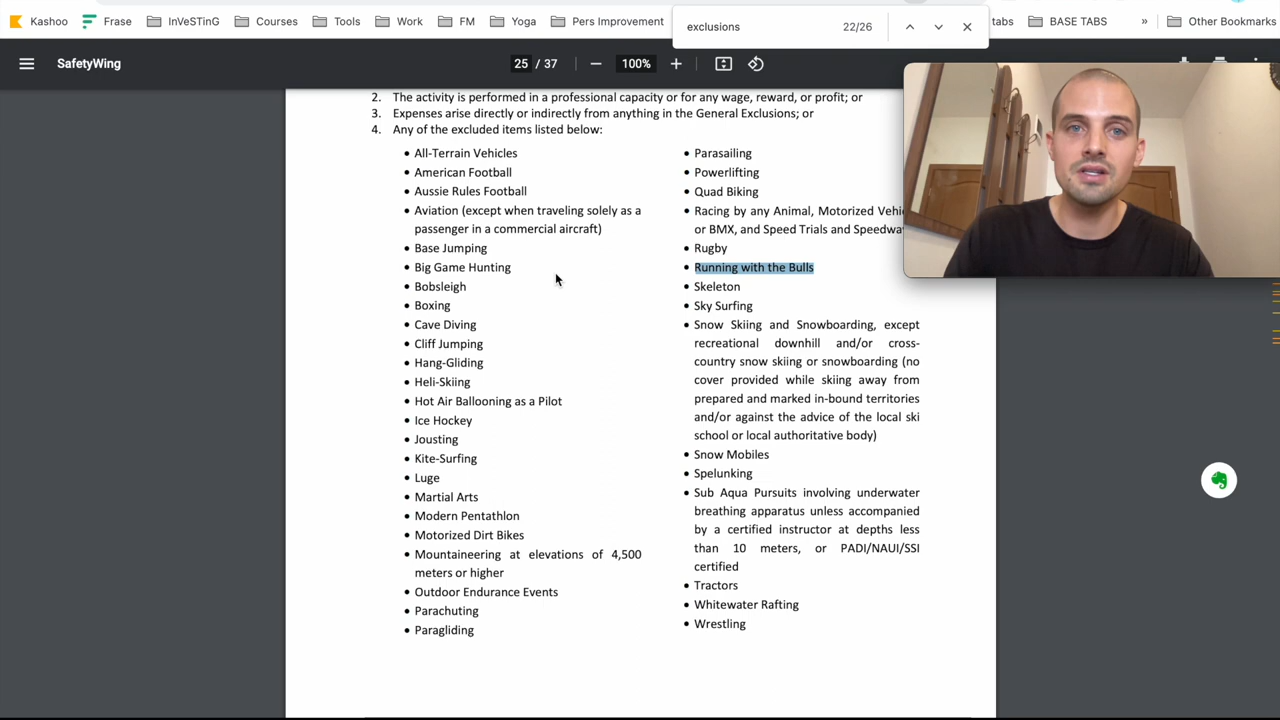 Kashoo
Frase
InVeSTinG
Courses
Tools
Work
FM
Yoga
Pers Improvement
exclusions
22/26
tabs
BASE TABS
»
Other Bookmarks
SafetyWing
25 / 37
100%
2. The activity is performed in a professional capacity or for any wage, reward, or profit; or
3. Expenses arise directly or indirectly from anything in the General Exclusions; or
4. Any of the excluded items listed below:
• All-Terrain Vehicles
• American Football
• Aussie Rules Football
• Aviation (except when traveling solely as a
passenger in a commercial aircraft)
• Base Jumping
• Big Game Hunting
• Bobsleigh
• Boxing
• Cave Diving
• Cliff Jumping
• Hang-Gliding
• Heli-Skiing
• Hot Air Ballooning as a Pilot
• Ice Hockey
• Jousting
• Kite-Surfing
• Luge
• Martial Arts
• Modern Pentathlon
• Motorized Dirt Bikes
• Mountaineering at elevations of 4,500
meters or higher
• Outdoor Endurance Events
• Parachuting
• Paragliding
• Parasailing
• Powerlifting
• Quad Biking
• Racing by any Animal, Motorized
or BMX, and Speed Trials and
• Rugby
• Running with the Bulls
• Skeleton
• Sky Surfing
• Snow Skiing and Snowboarding, except
recreational downhill and/or cross-
country snow skiing or snowboarding (no
cover provided while skiing away from
prepared and marked in-bound territories
and/or against the advice of the local ski
school or local authoritative body)
• Snow Mobiles
• Spelunking
• Sub Aqua Pursuits involving underwater
breathing apparatus unless accompanied
by a certified instructor at depths less
than 10 meters, or PADI/NAUI/SSI
certified
• Tractors
• Whitewater Rafting
• Wrestling